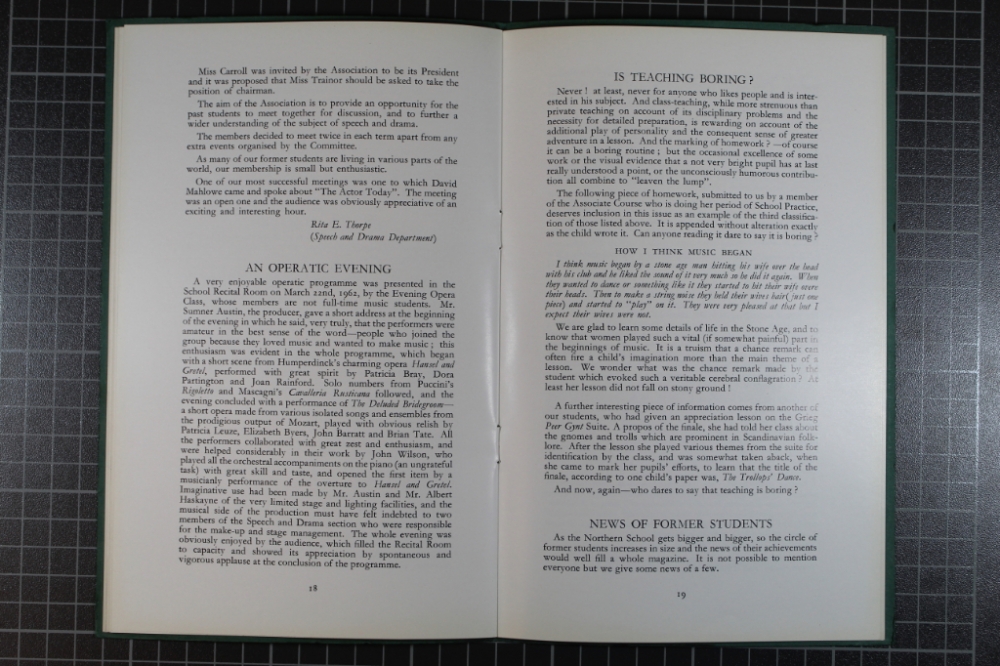 Miss Carroll was invited by the Association to be its President
and it was proposed that Miss Trainor should be asked to take the
position of chairman.
The aim of the Association is to provide an opportunity for the
past students to meet together for discussion, and to further a
wider understanding of the subject of speech and drama.
The members decided to meet twice in each term apart from any
extra events organised by the Committee.
As many of our former students are living in various parts of the
world, our membership is small but enthusiastic.
One of our most successful meetings was one to which David
Mahlowe came and spoke about "The Actor Today". The meeting
was an open one and the audience was obviously appreciative of an
exciting and interesting hour.
Rita E. Thorpe
(Speech and Drama Department)
AN OPERATIC EVENING
A very enjoyable operatic programme was presented in the
School Recital Room on March 22nd, 1962, by the Evening Opera
Class, whose members are not full-time music students. Mr.
Sumner Austin, the producer, gave a short address at the beginning
of the evening in which he said, very truly, that the performers were
amateur in the best sense of the word—people who joined the
group because they loved music and wanted to make music; this
enthusiasm was evident in the whole programme, which began
with a short scene from Humperdinck's charming opera Hansel and
Gretel, performed with great spirit by Patricia Bray, Dora
Partington and Joan Rainford. Solo numbers from Puccini's
Rigoletto and Mascagni's Cavalleria Rusticana followed, and the
evening concluded with a performance of The Deluded Bridegroom—
a short opera made from various isolated songs and ensembles from
the prodigious output of Mozart, played with obvious relish by
Patricia Leuze, Elizabeth Byers, John Barratt and Brian Tate. All
the performers collaborated with great zest and enthusiasm, and
were helped considerably in their work by John Wilson, who
played all the orchestral accompaniments on the piano (an ungrateful
task) with great skill and taste, and opened the first item by a
musicianly performance of the overture to Hansel and Gretel.
Imaginative use had been made by Mr. Austin and Mr. Albert
Haskayne of the very limited stage and lighting facilities, and the
musical side of the production must have felt indebted to two
members of the Speech and Drama section who were responsible
for the make-up and stage management. The whole evening was
obviously enjoyed by the audience, which filled the Recital Room
to capacity and showed its appreciation by spontaneous and
vigorous applause at the conclusion of the programme.
18
IS TEACHING BORING?
Never! at least, never for anyone who likes people and is inter-
ested in his subject. And class-teaching, while more strenuous than
private teaching on account of its disciplinary problems and the
necessity for detailed preparation, is rewarding on account of the
additional play of personality and the consequent sense of greater
adventure in a lesson. And the marking of homework?—of course
it can be a boring routine; but the occasional excellence of some
work or the visual evidence that a not very bright pupil has at last
really understood a point, or the unconsciously humorous contribu-
tion all combine to "leaven the lump".
The following piece of homework, submitted to us by a member
of the Associate Course who is doing her period of School Practice,
deserves inclusion in this issue as an example of the third classifica-
tion of those listed above. It is appended without alteration exactly
as the child wrote it. Can anyone reading it dare to say it is boring?
HOW I THINK MUSIC BEGAN
I think music began by a stone age man hitting his wife over the head
with his club and he liked the sound of it very much so he did it again. When
they wanted to dance or something like it they started to hit their wife overe
their heads. Then to make a string noise they held their wives hair( just one
piece) and started to "play" on it. They were very pleased at that but I
expect their wives were not.
We are glad to learn some details of life in the Stone Age, and to
know that women played such a vital (if somewhat painful) part in
the beginnings of music. It is a truism that a chance remark can
often fire a child's imagination more than the main theme of a
lesson. We wonder what was the chance remark made by the
student which evoked such a veritable cerebral conflagration? At
least her lesson did not fall on stony ground!
A further interesting piece of information comes from another of
our students, who had given an appreciation lesson on the Grieg
Peer Gynt Suite. A propos of the finale, she had told her class about
the gnomes and trolls which are prominent in Scandinavian folk-
lore. After the lesson she played various themes from the suite for
identification by the class, and was somewhat taken aback, when
she came to mark her pupils' efforts, to learn that the title of the
finale, according to one child's paper was, The Trollops' Dance.
And now, again—who dares to say that teaching is boring?
NEWS OF FORMER STUDENTS
As the Northern School gets bigger and bigger, so the circle of
former students increases in size and the news of their achievements
would well fill a whole magazine. It is not possible to mention
everyone but we give some news of a few.
19